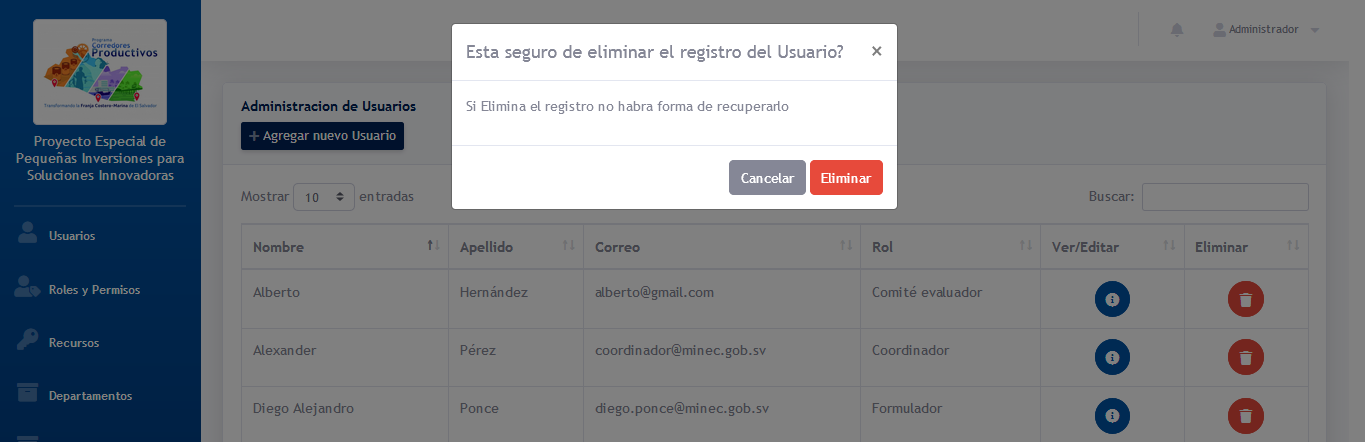 Programa
Corredores
Productivos
Transformando la Franja Costero-Marina de El Salvador
Proyecto Especial de
Pequeñas Inversiones para
Soluciones Innovadoras
Usuarios
Roles y Permisos
Recursos
Departamentos
Administrador
Esta seguro de eliminar el registro del Usuario? ×
Si Elimina el registro no habra forma de recuperarlo
Cancelar Eliminar
Administracion de Usuarios
+ Agregar nuevo Usuario
Mostrar 10 entradas Buscar:
Nombre Apellido Correo Rol Ver/Editar Eliminar
Alberto Hernández alberto@gmail.com Comité evaluador
Alexander Pérez coordinador@minec.gob.sv Coordinador
Diego Alejandro Ponce diego.ponce@minec.gob.sv Formulador